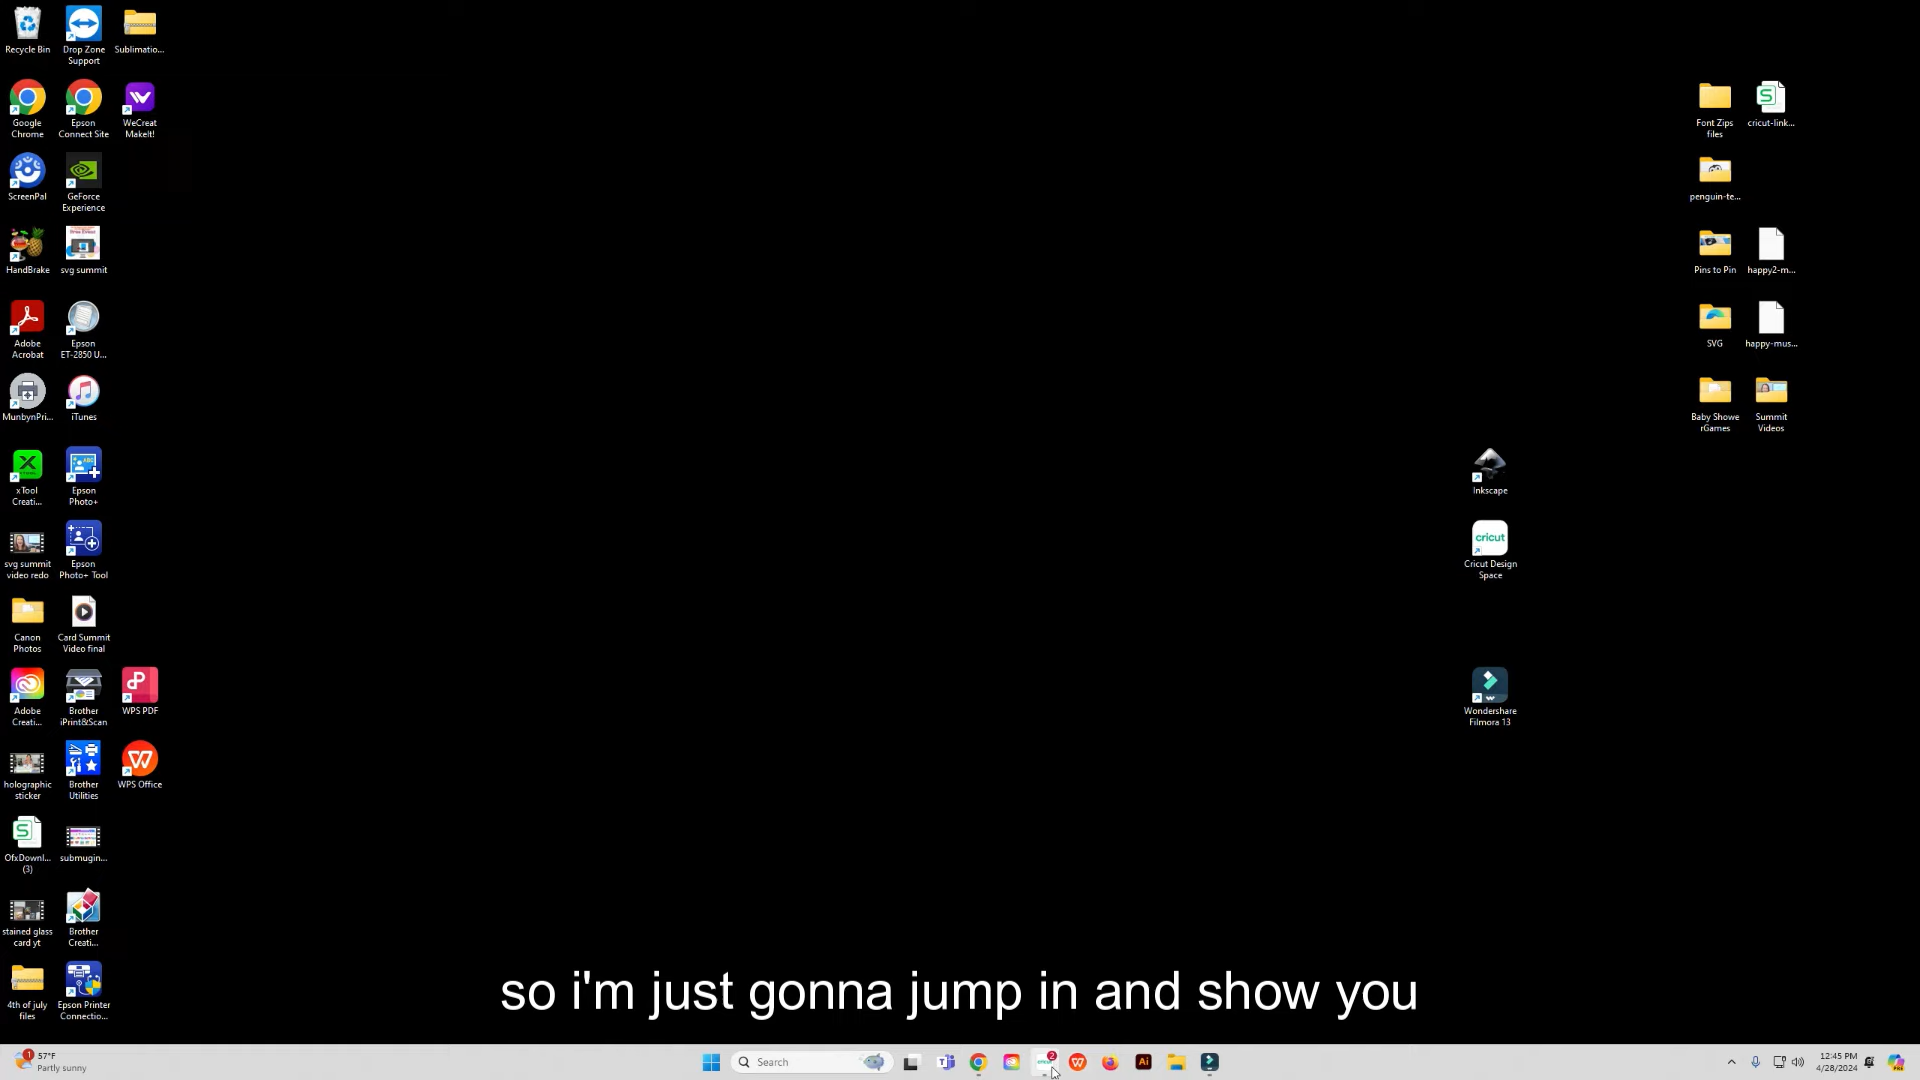 Recycle Bin
Drop Zone
Support
Sublimatio...
Google
Chrome
Epson
Connect Site
WeCreat
MakeIt!
ScreenPal
GeForce
Experience
HandBrake
svg summit
Adobe
Acrobat
Epson
ET-2850 U...
MunbynPri...
iTunes
xTool
Creati...
Epson
Photo+
svg summit
video redo
Epson
Photo+ Tool
Canon
Photos
Card Summit
Video final
Adobe
Creati...
Brother
iPrint&Scan
WPS PDF
holographic
sticker
Brother
Utilities
WPS Office
OfxDownl...
(3)
submugin...
stained glass
card yt
Brother
Creati...
4th of july
files
Epson Printer
Connectio...
Font Zips
files
cricut-link...
penguin-te...
Pins to Pin
happy2-m...
SVG
happy-mus...
Baby Showe
rGames
Summit
Videos
Inkscape
cricut
Cricut Design
Space
Wondershare
Filmora 13
so i'm just gonna jump in and show you
1
57°F
Partly sunny
Search
2
Ai
12:45 PM
4/28/2024